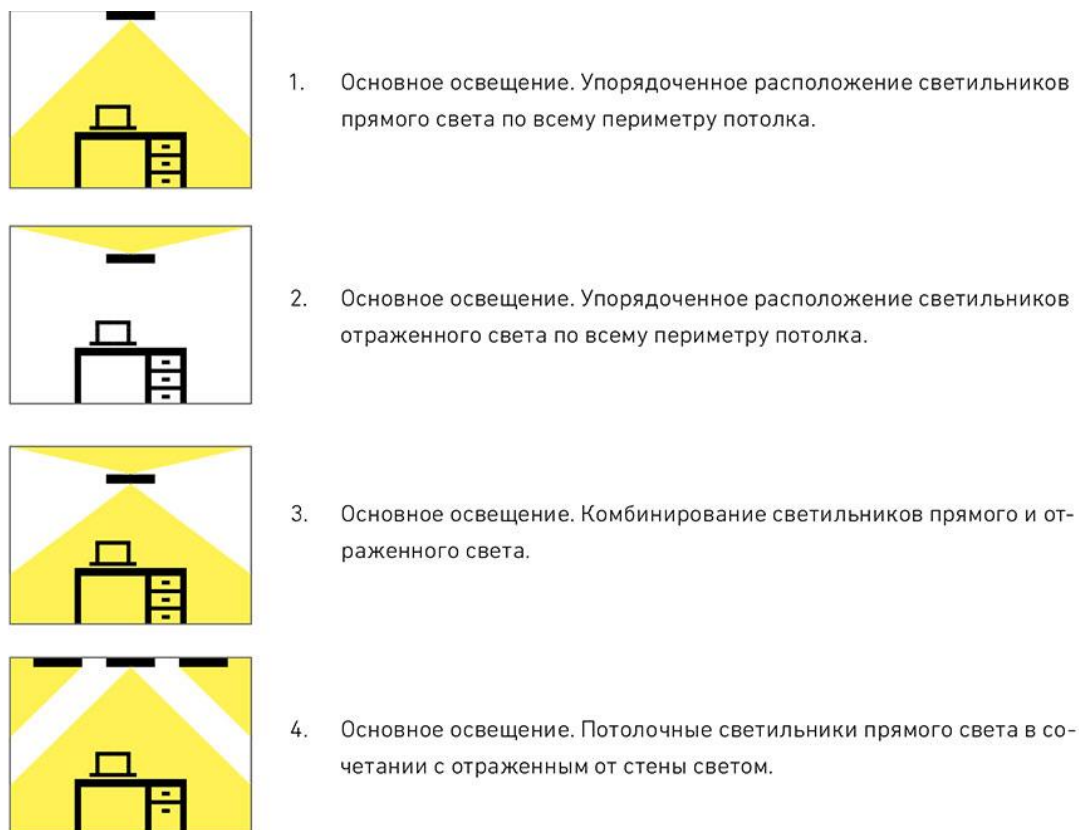 1. Основное освещение. Упорядоченное расположение светильников
прямого света по всему периметру потолка.
2. Основное освещение. Упорядоченное расположение светильников
отраженного света по всему периметру потолка.
3. Основное освещение. Комбинирование светильников прямого и от-
раженного света.
4. Основное освещение. Потолочные светильники прямого света в со-
четании с отраженным от стены светом.